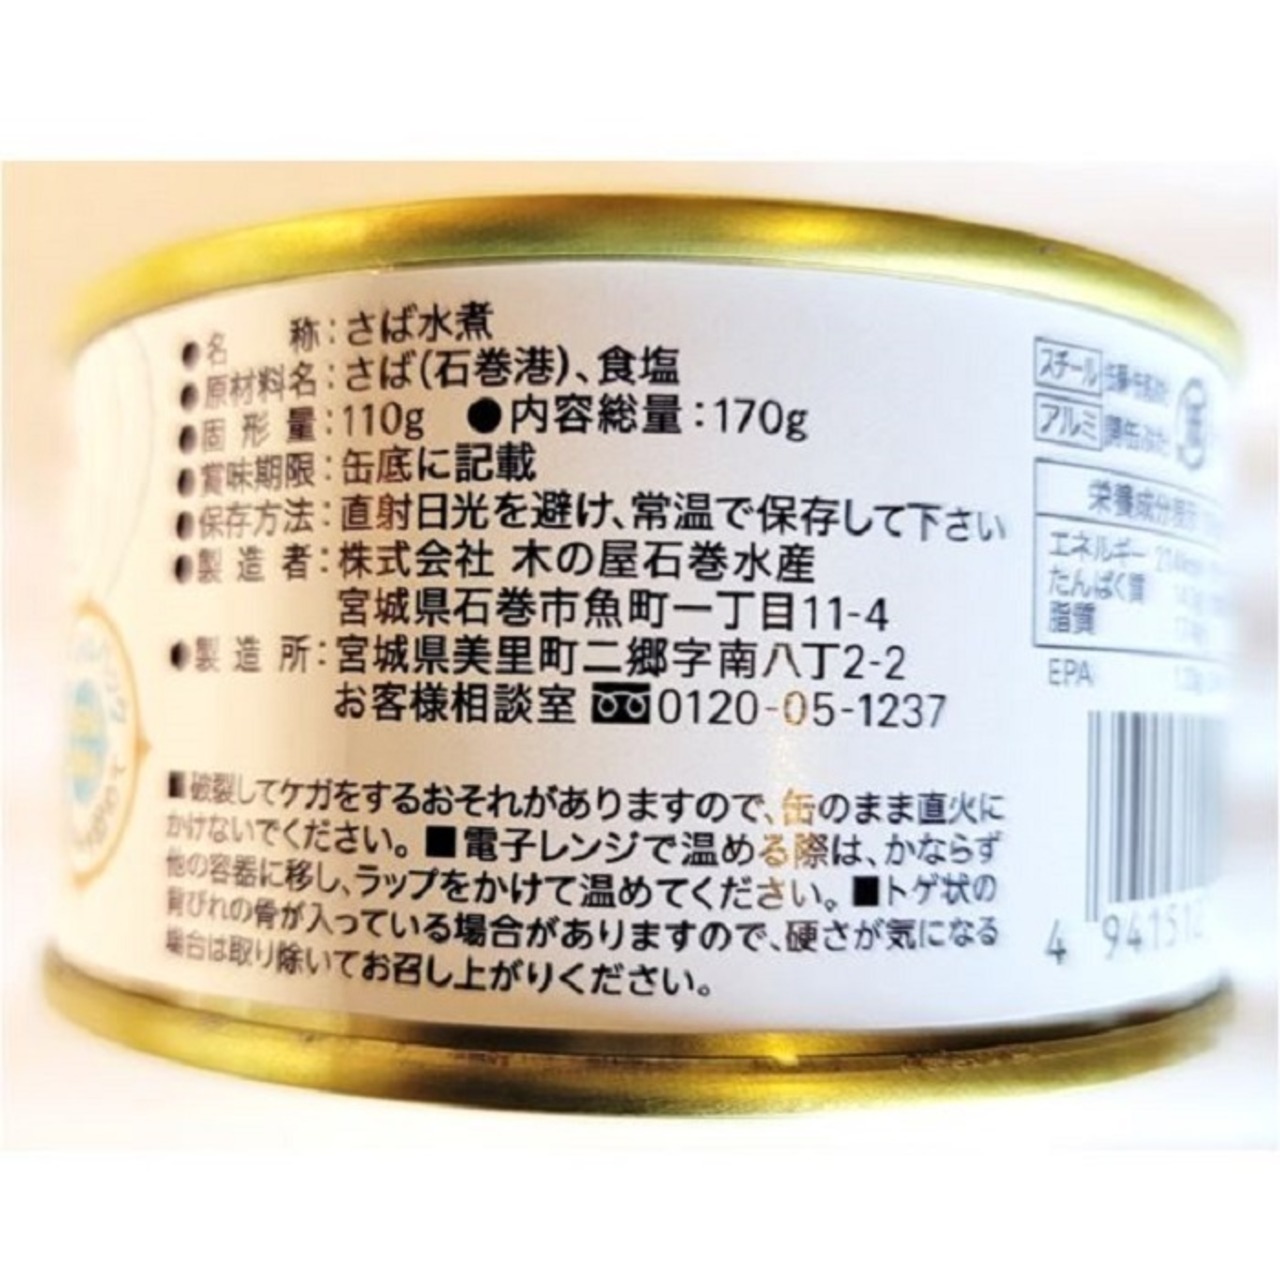 ●名称：さば水煮
●原材料名：さば(石巻港)、食塩
●固形量：110g ●内容総量：170g
●賞味期限：缶底に記載
●保存方法：直射日光を避け、常温で保存して下さい
●製造者：株式会社 木の屋石巻水産
宮城県石巻市魚町一丁目11-4
●製造所：宮城県美里町二郷字南八丁2-2
お客様相談室 0120-05-1237
■破裂してケガをするおそれがありますので、缶のまま直火に
かけないでください。■電子レンジで温める際は、かならず
他の容器に移し、ラップをかけて温めてください。■トゲ状の
背びれの骨が入っている場合がありますので、硬さが気になる
場合は取り除いてお召し上がりください。
スチール
アルミ
栄養成分表示
エネルギー
たんぱく質
脂質
EPA
4 941512